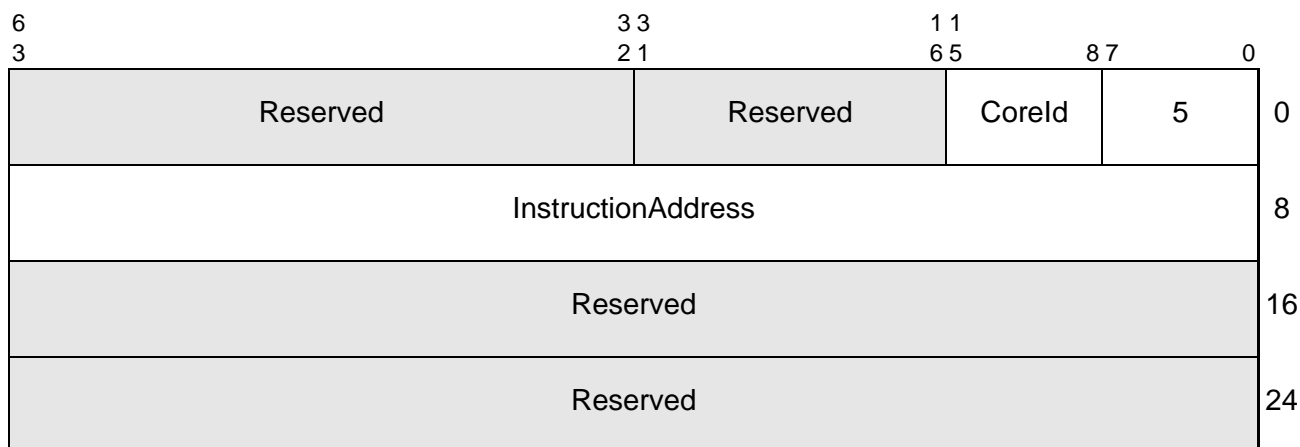 6 3 3 1 1
3 2 1 6 5 8 7 0
Reserved Reserved CoreId 5 0
InstructionAddress 8
Reserved 16
Reserved 24